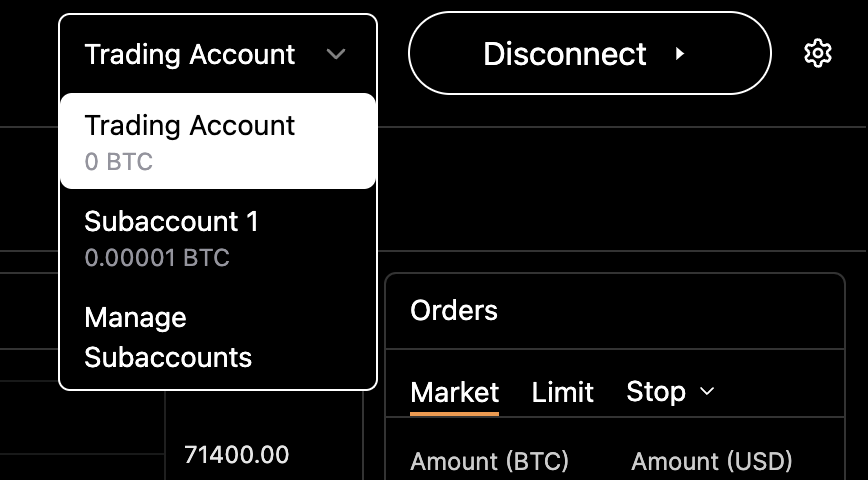 Trading Account
Disconnect
Trading Account
0 BTC
Subaccount 1
0.00001 BTC
Manage
Subaccounts
Orders
Market Limit Stop
71400.00
Amount (BTC) Amount (USD)